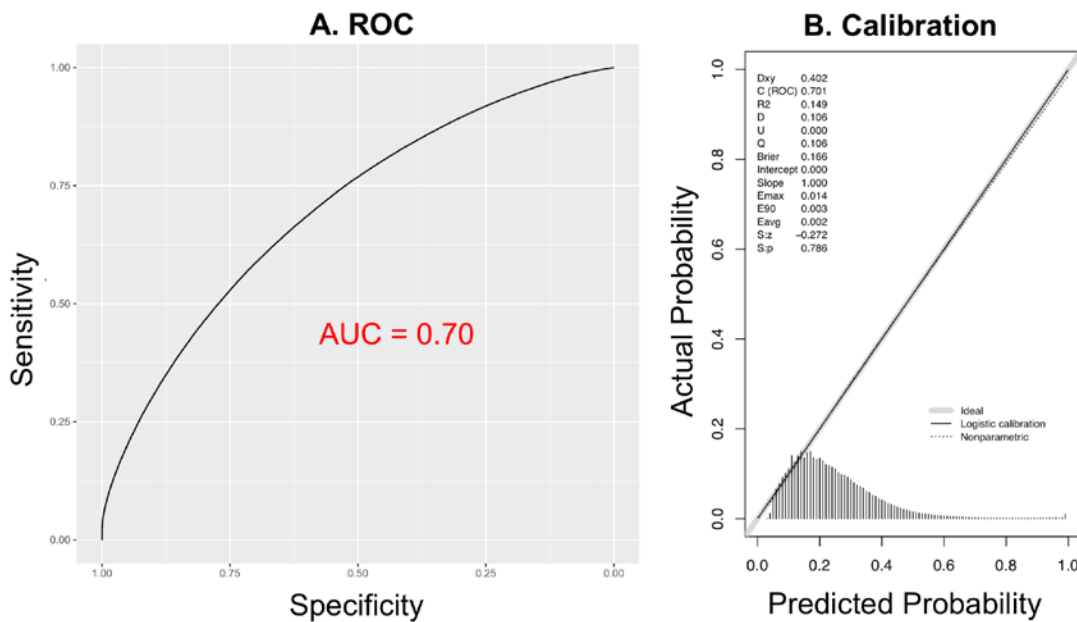 A. ROC
1.00
0.75
0.50
0.25
0.00
Sensitivity
AUC = 0.70
1.00 0.75 0.50 0.25 0.00
Specificity
B. Calibration
Dxy 0.402
C (ROC) 0.701
R2 0.149
D 0.106
U 0.000
Q 0.106
Brier 0.166
Intercept 0.000
Slope 1.000
Emax 0.014
E90 0.003
Eavg 0.002
S:z −0.272
S:p 0.786
1.0
0.8
0.6
0.4
0.2
0.0
Actual Probability
Ideal
Logistic calibration
Nonparametric
0.0 0.2 0.4 0.6 0.8 1.0
Predicted Probability